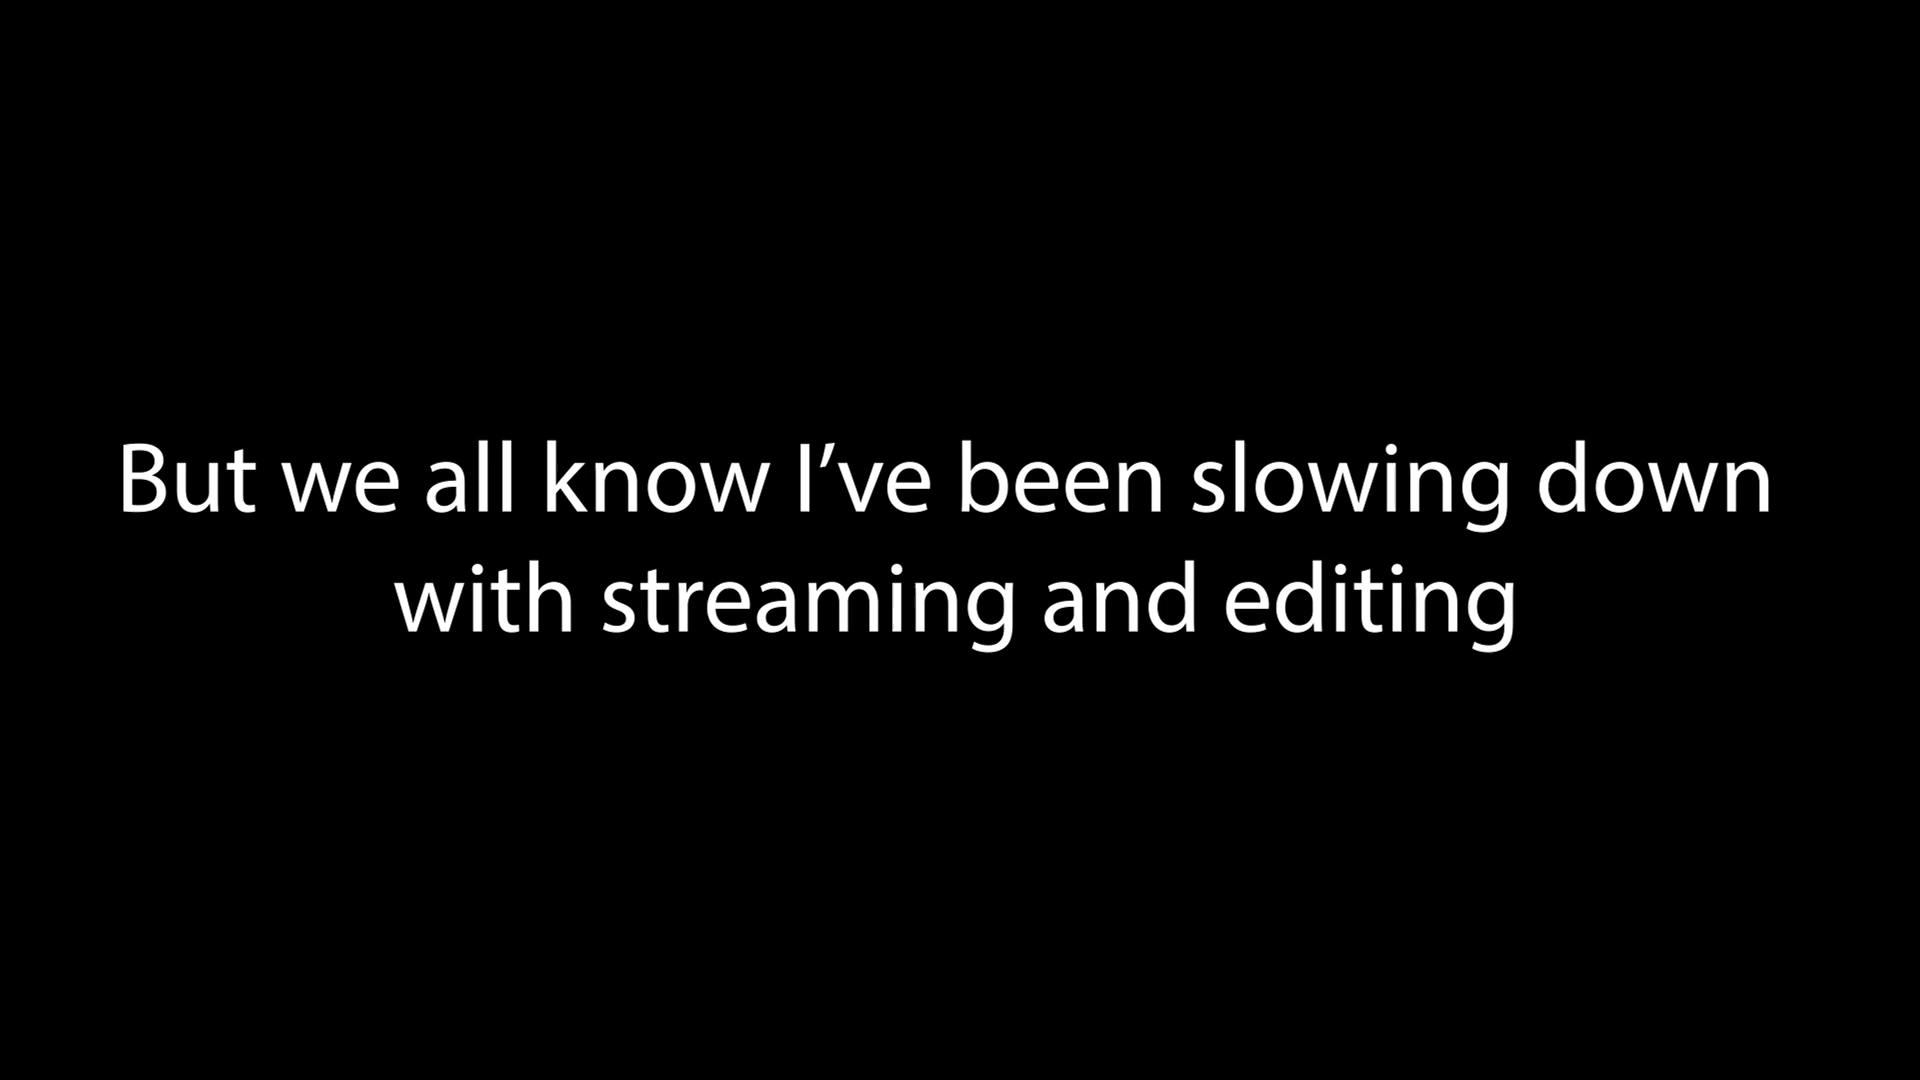 But we all know I’ve been slowing down
with streaming and editing